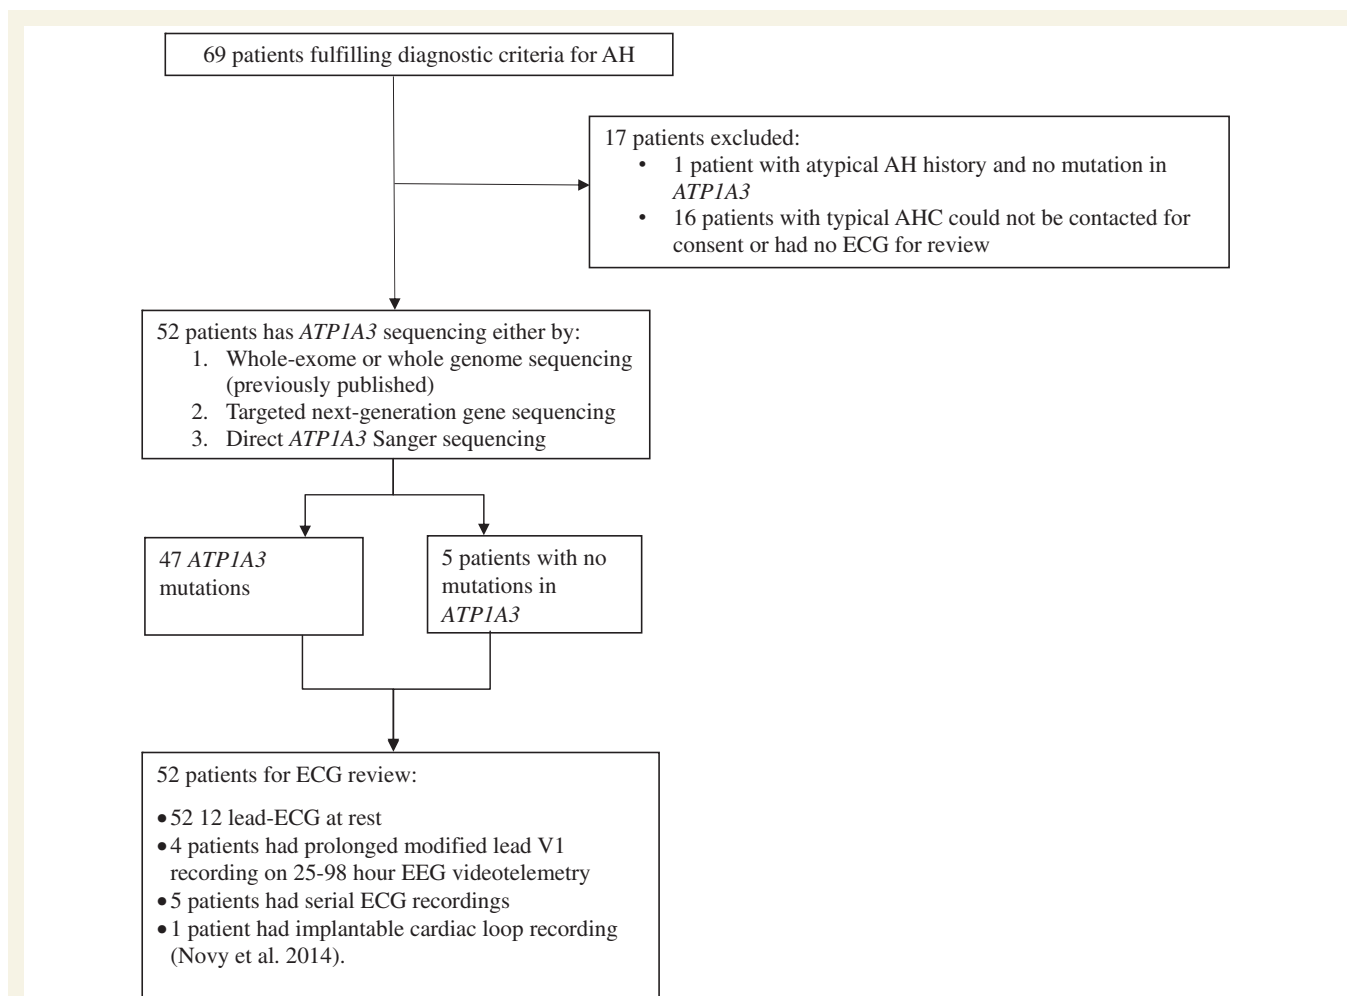 69 patients fulfilling diagnostic criteria for AH
17 patients excluded:
• 1 patient with atypical AH history and no mutation in
ATP1A3
• 16 patients with typical AHC could not be contacted for
consent or had no ECG for review
52 patients has ATP1A3 sequencing either by:
1. Whole-exome or whole genome sequencing
(previously published)
2. Targeted next-generation gene sequencing
3. Direct ATP1A3 Sanger sequencing
47 ATP1A3
mutations
5 patients with no
mutations in
ATP1A3
52 patients for ECG review:
• 52 12 lead-ECG at rest
• 4 patients had prolonged modified lead V1
recording on 25-98 hour EEG videotelemetry
• 5 patients had serial ECG recordings
• 1 patient had implantable cardiac loop recording
(Novy et al. 2014).